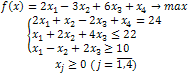 f(x) = 2x₁ - 3x₂ + 6x₃ + x₄ → max
2x₁ + x₂ - 2x₃ + x₄ = 24
x₁ + 2x₂ + 4x₃ ≤ 22
x₁ - x₂ + 2x₃ ≥ 10
xⱼ ≥ 0 (j = 1,4)